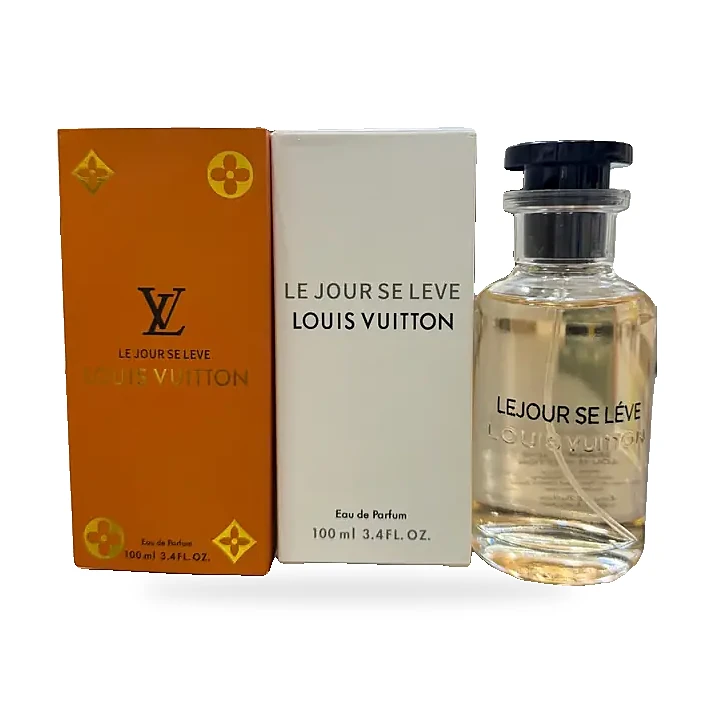 LV
LE JOUR SE LEVE
LOUIS VUITTON
Eau de Parfum
100 ml 3.4FL.OZ.
LE JOUR SE LEVE
LOUIS VUITTON
Eau de Parfum
100 ml 3.4FL.OZ.
LEJOUR SE LÉVE
LOUIS VUITTON